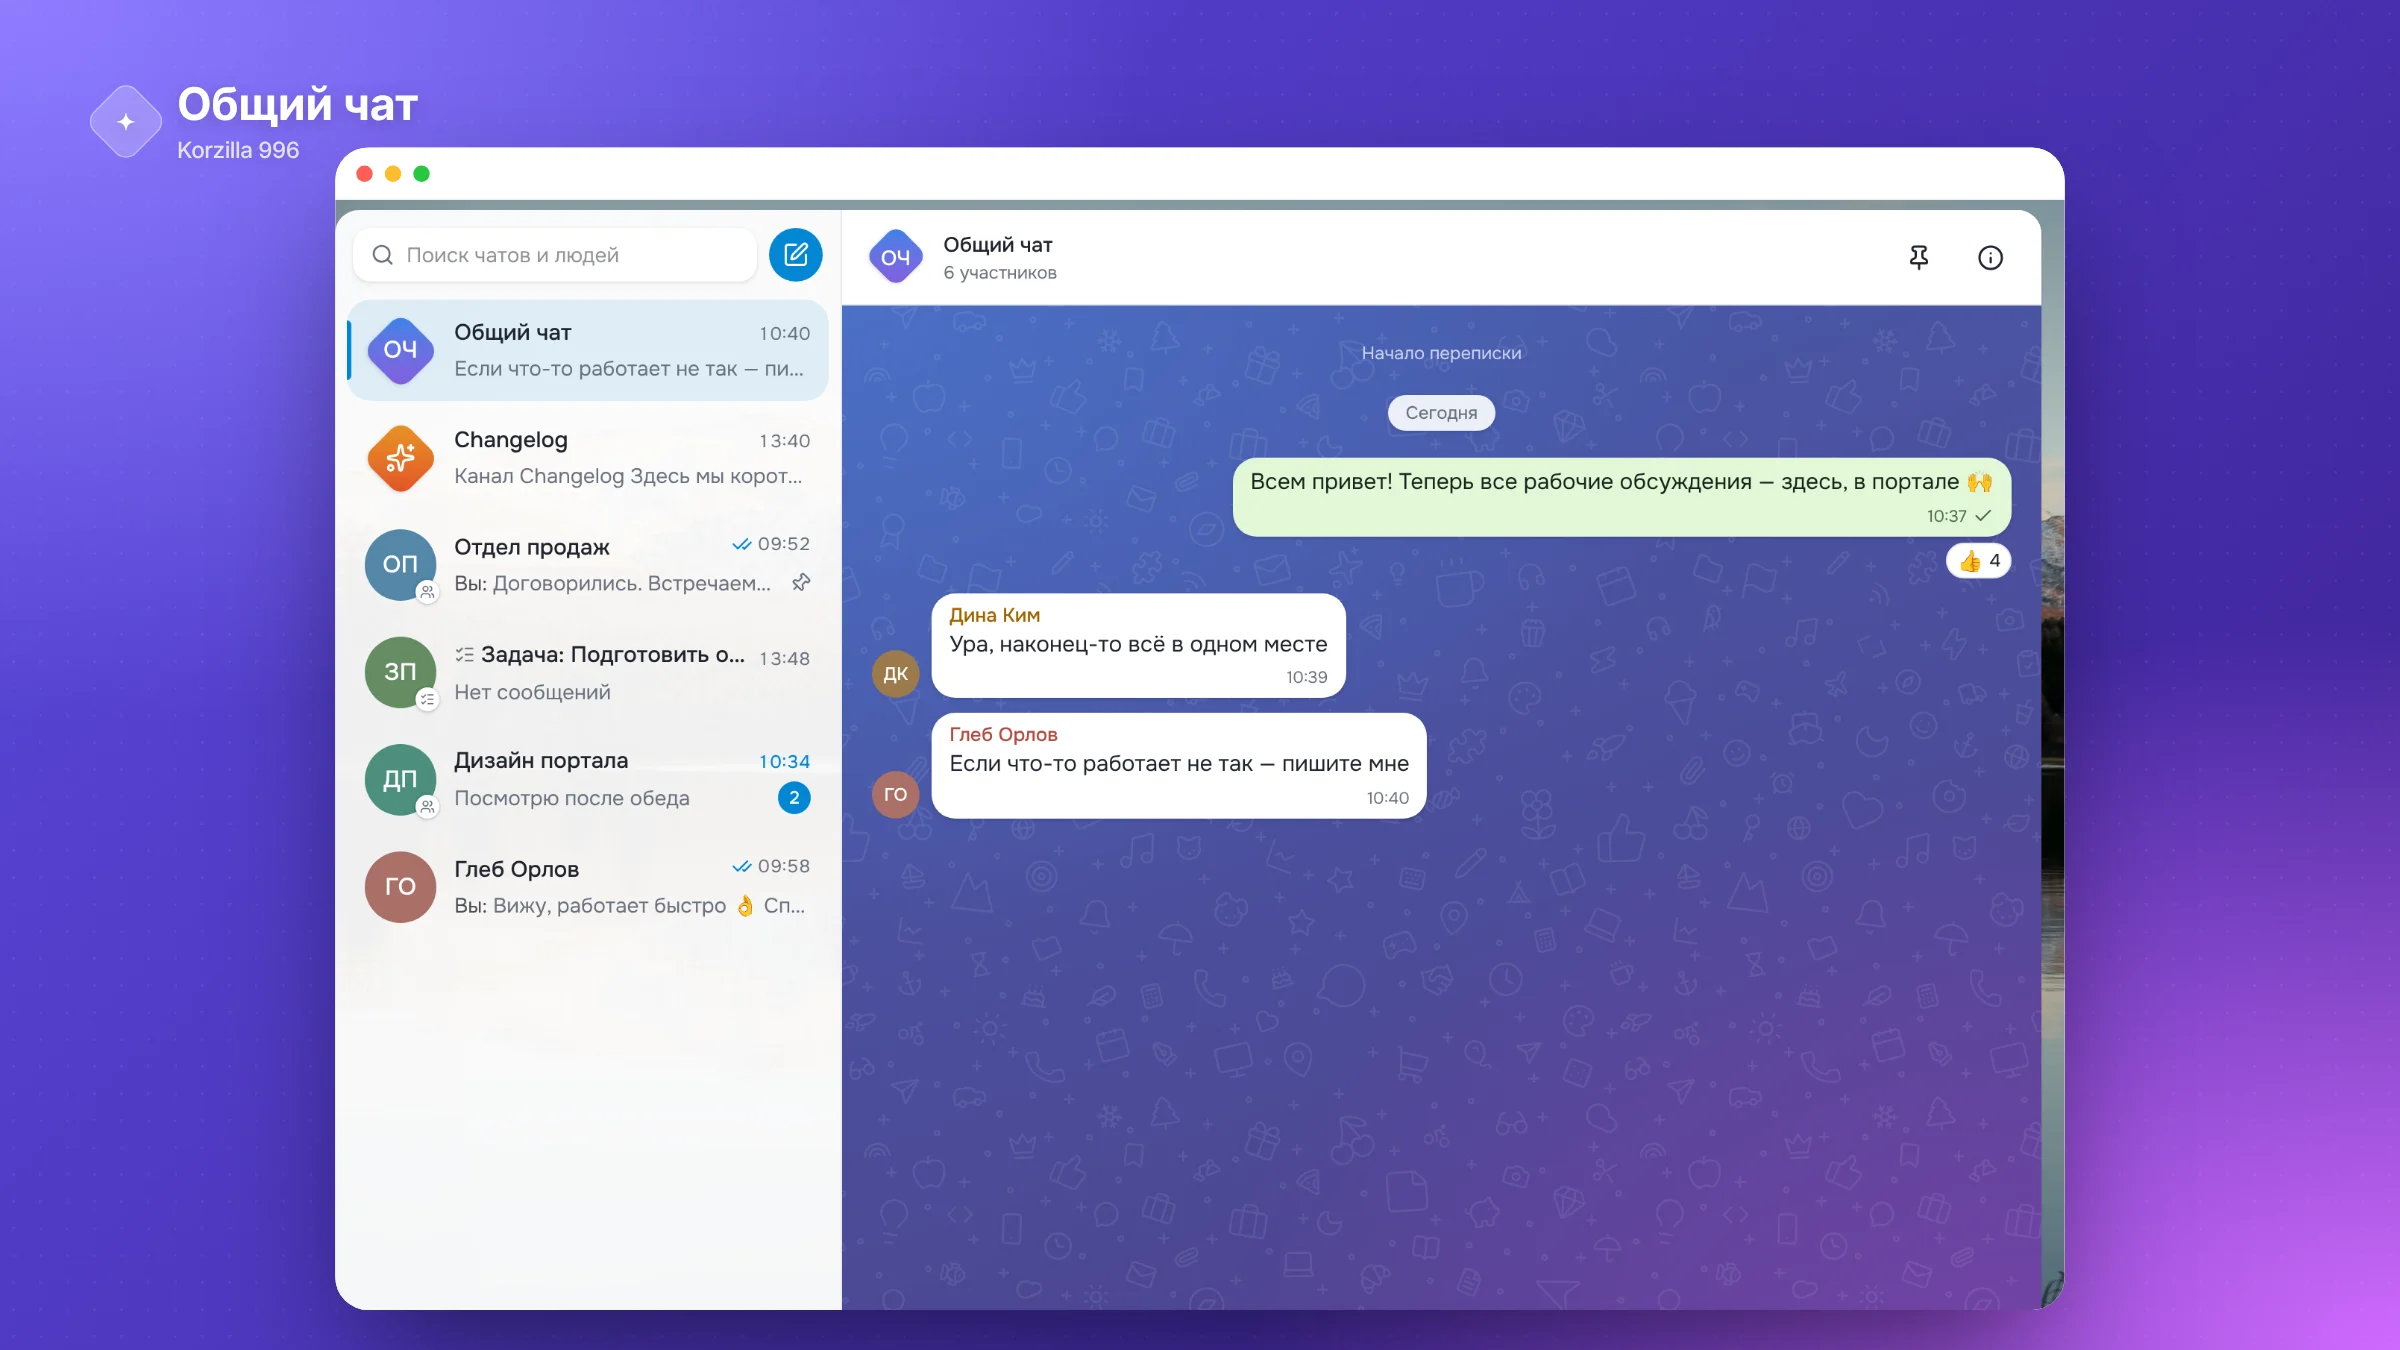 Общий чат
Korzilla 996
Поиск чатов и людей
ОЧ
Общий чат
10:40
Если что-то работает не так — пи...
Changelog
13:40
Канал Changelog Здесь мы корот...
ОП
Отдел продаж
09:52
Вы: Договорились. Встречаем...
ЗП
Задача: Подготовить о...
13:48
Нет сообщений
ДП
Дизайн портала
10:34
Посмотрю после обеда
2
ГО
Глеб Орлов
09:58
Вы: Вижу, работает быстро 👌 Сп...
ОЧ
Общий чат
6 участников
Начало переписки
Сегодня
Всем привет! Теперь все рабочие обсуждения — здесь, в портале 🙌
10:37
👍 4
Дина Ким
Ура, наконец-то всё в одном месте
10:39
ДК
Глеб Орлов
Если что-то работает не так — пишите мне
10:40
ГО